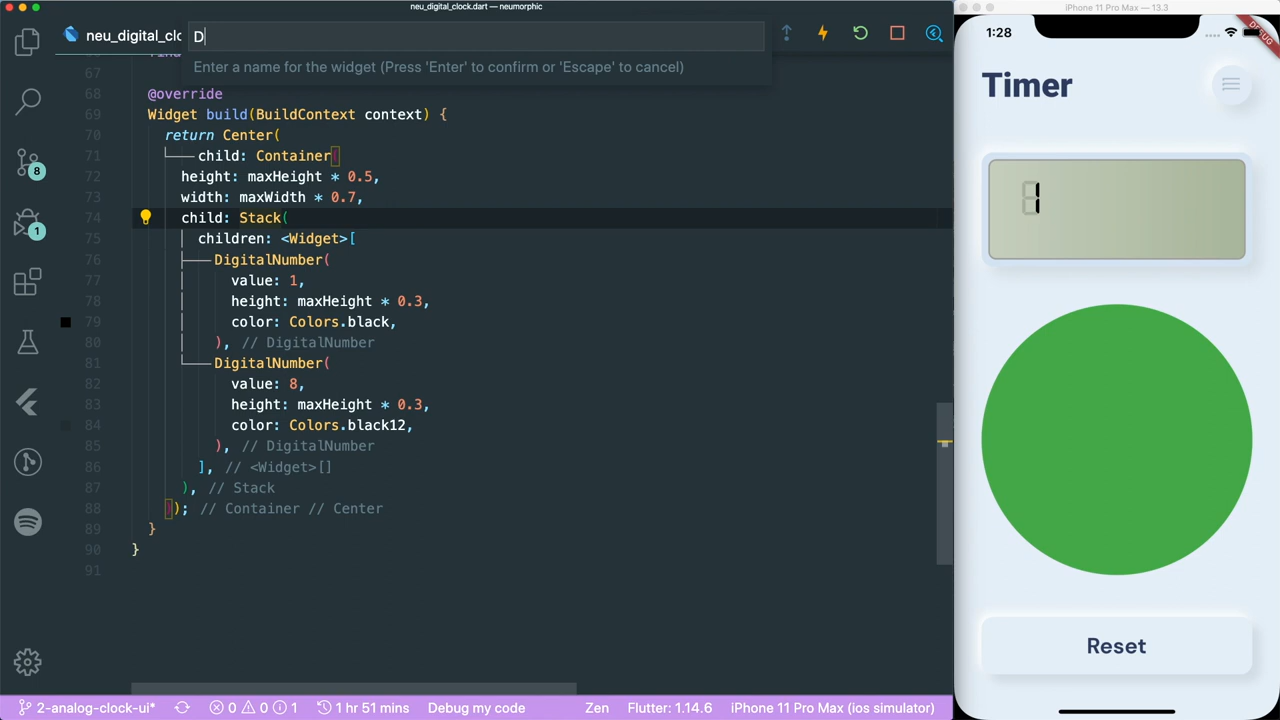 neu_digital_clock.dart — neumorphic
neu_digital_clc
D
Enter a name for the widget (Press 'Enter' to confirm or 'Escape' to cancel)
67
68 @override
69 Widget build(BuildContext context) {
70 return Center(
71 child: Container(
72 height: maxHeight * 0.5,
73 width: maxWidth * 0.7,
74 child: Stack(
75 children: <Widget>[
76 DigitalNumber(
77 value: 1,
78 height: maxHeight * 0.3,
79 color: Colors.black,
80 ), // DigitalNumber
81 DigitalNumber(
82 value: 8,
83 height: maxHeight * 0.3,
84 color: Colors.black12,
85 ), // DigitalNumber
86 ], // <Widget>[]
87 ), // Stack
88 )); // Container // Center
89 }
90 }
91
8
1
2-analog-clock-ui* 0 0 1 1 hr 51 mins Debug my code Zen Flutter: 1.14.6 iPhone 11 Pro Max (ios simulator)
iPhone 11 Pro Max — 13.3
1:28
DEBUG
Timer
1
Reset